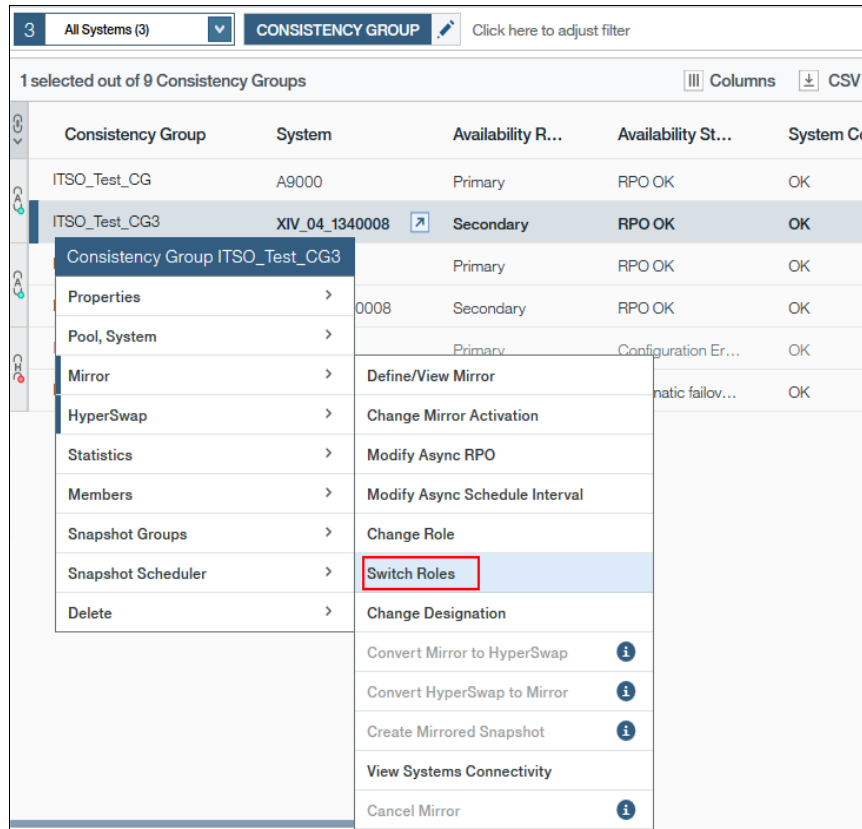 3 All Systems (3) CONSISTENCY GROUP Click here to adjust filter
1 selected out of 9 Consistency Groups Columns CSV
Consistency Group System Availability R... Availability St... System Co
ITSO_Test_CG A9000 Primary RPO OK OK
ITSO_Test_CG3 XIV_04_1340008 Secondary RPO OK OK
Consistency Group ITSO_Test_CG3
Primary RPO OK OK
Properties
0008 Secondary RPO OK OK
Pool, System
Primary Configuration Er... OK
Mirror
Define/View Mirror
natic failov... OK
HyperSwap
Change Mirror Activation
Statistics
Modify Async RPO
Members
Modify Async Schedule Interval
Snapshot Groups
Change Role
Snapshot Scheduler
Switch Roles
Delete
Change Designation
Convert Mirror to HyperSwap
Convert HyperSwap to Mirror
Create Mirrored Snapshot
View Systems Connectivity
Cancel Mirror